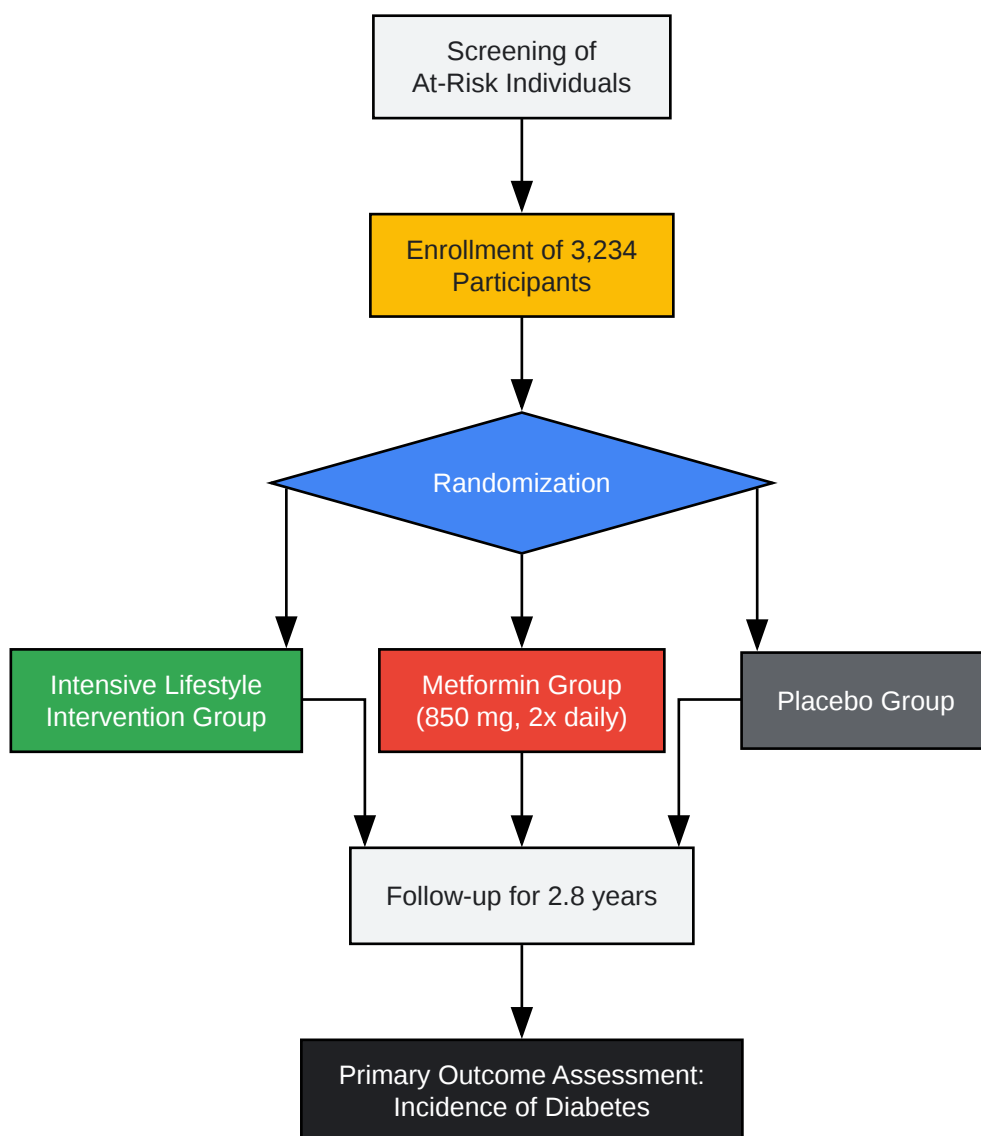 Screening of
At-Risk Individuals
Enrollment of 3,234
Participants
Randomization
Intensive Lifestyle
Intervention Group
Metformin Group
(850 mg, 2x daily)
Placebo Group
Follow-up for 2.8 years
Primary Outcome Assessment:
Incidence of Diabetes